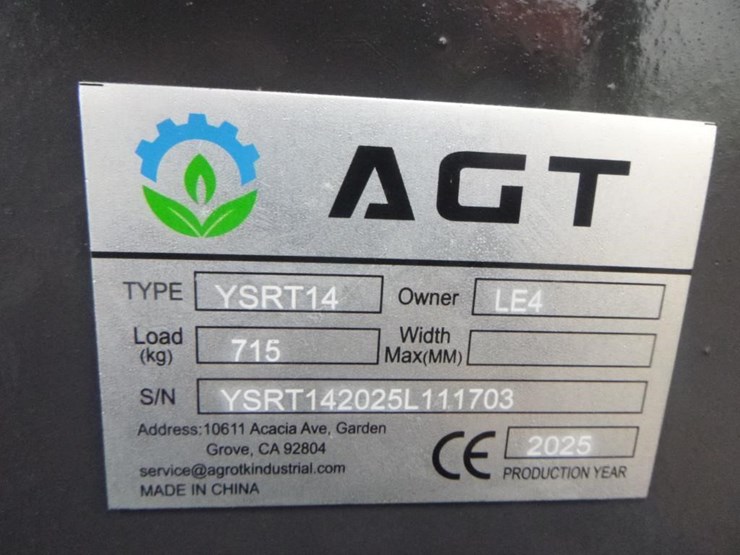 AGT
TYPE YSRT14 Owner LE4
Load (kg) 715 Width Max(MM)
S/N YSRT142025L111703
Address:10611 Acacia Ave, Garden
Grove, CA 92804
service@agrotkindustrial.com
MADE IN CHINA
CE 2025
PRODUCTION YEAR